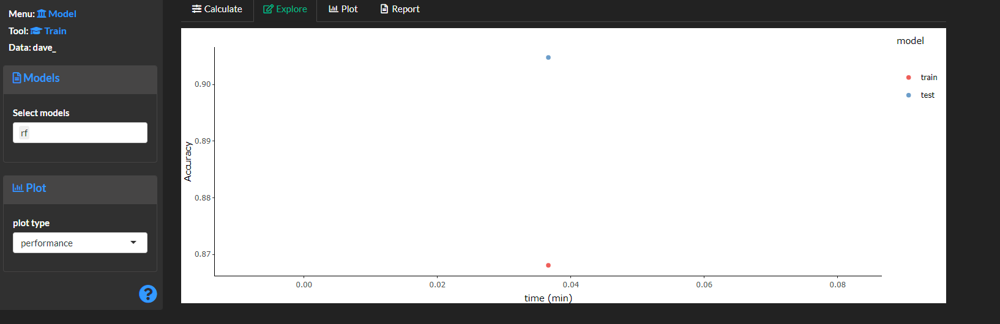 Menu: Model
Tool: Train
Data: dave_
Models
Select models
rf
Plot
plot type
performance
Calculate
Explore
Plot
Report
model
train
test
Accuracy
0.90
0.89
0.88
0.87
0.00
0.02
0.04
0.06
0.08
time (min)